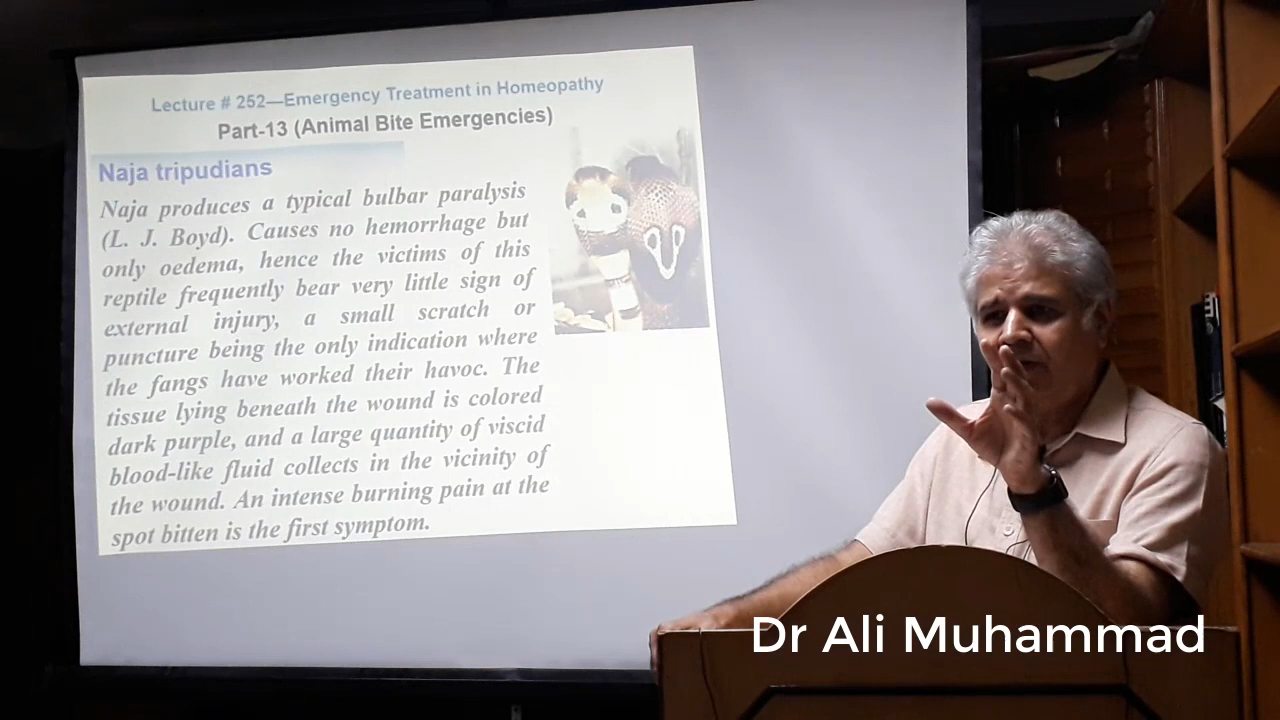 Lecture # 252—Emergency Treatment in Homeopathy
Part-13 (Animal Bite Emergencies)
Naja tripudians
Naja produces a typical bulbar paralysis
(L. J. Boyd). Causes no hemorrhage but
only oedema, hence the victims of this
reptile frequently bear very little sign of
external injury, a small scratch or
puncture being the only indication where
the fangs have worked their havoc. The
tissue lying beneath the wound is colored
dark purple, and a large quantity of viscid
blood-like fluid collects in the vicinity of
the wound. An intense burning pain at the
spot bitten is the first symptom.
Dr Ali Muhammad